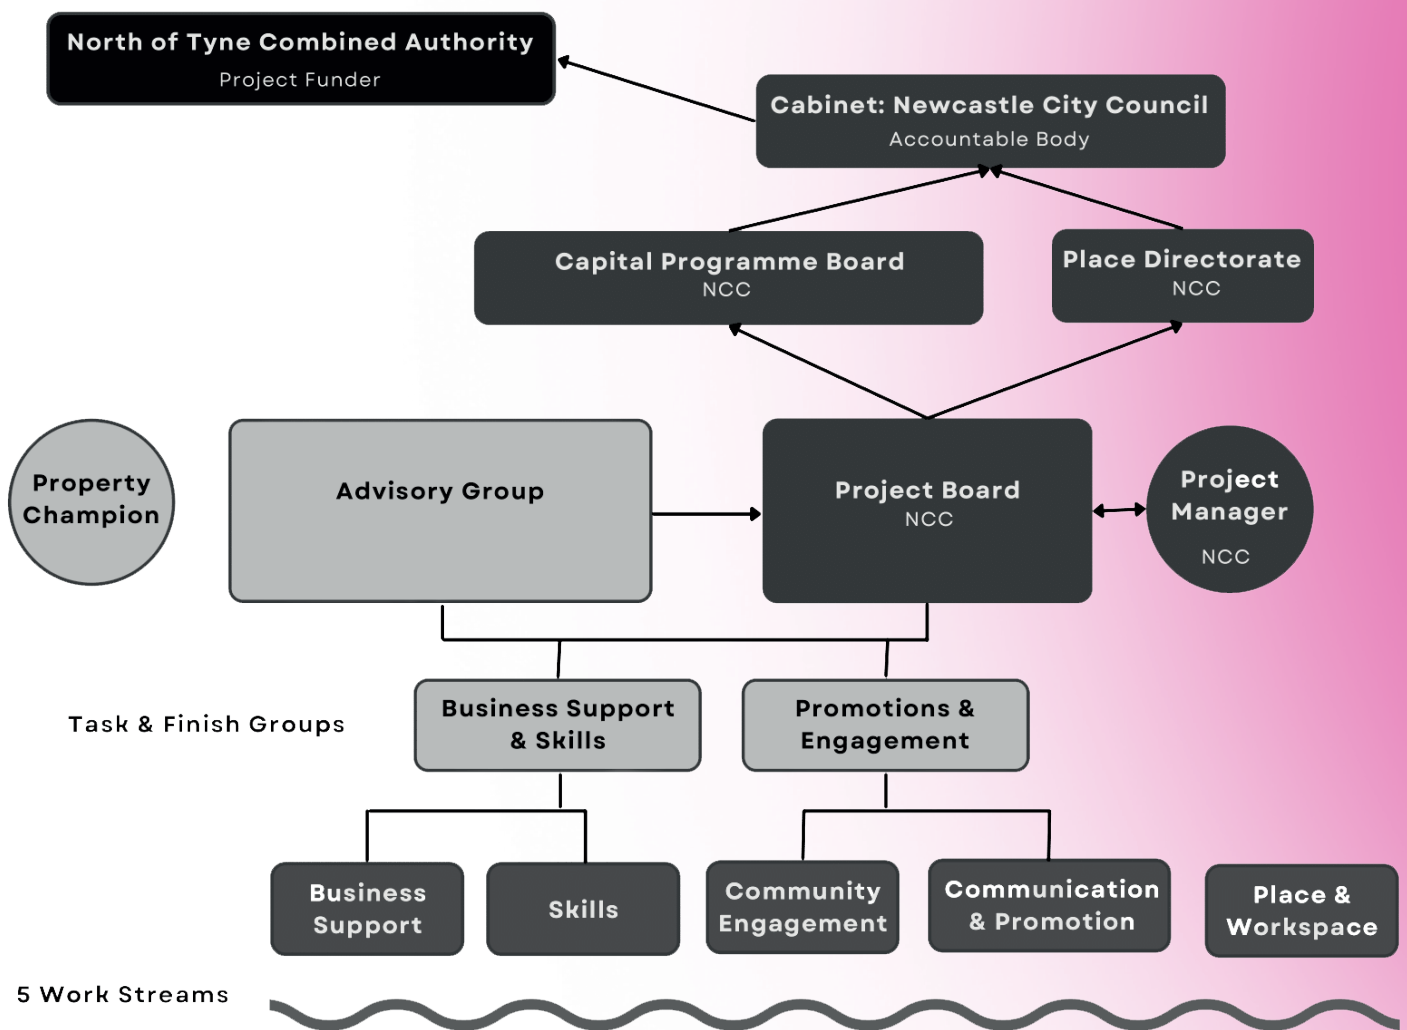 North of Tyne Combined Authority
Project Funder
Cabinet: Newcastle City Council
Accountable Body
Capital Programme Board
NCC
Place Directorate
NCC
Property
Champion
Advisory Group
Project Board
NCC
Project
Manager
NCC
Task & Finish Groups
Business Support
& Skills
Promotions &
Engagement
Business
Support
Skills
Community
Engagement
Communication
& Promotion
Place &
Workspace
5 Work Streams